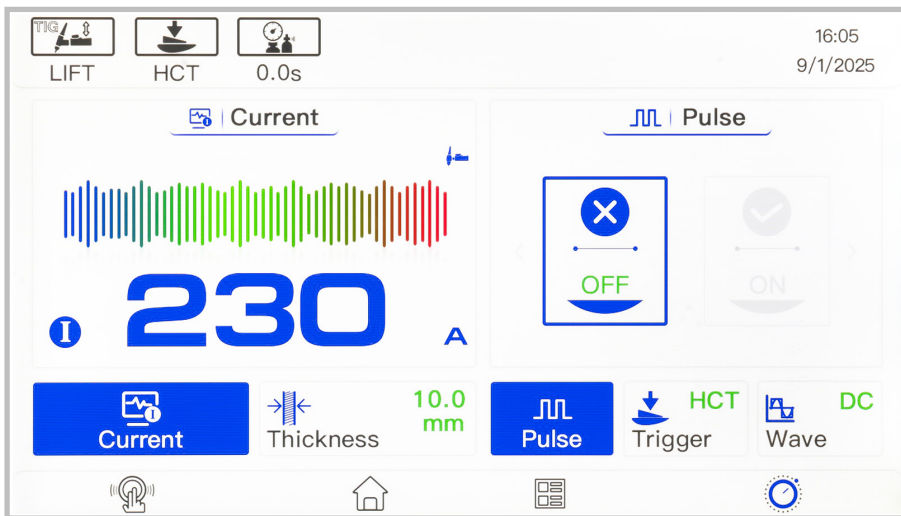 TIG
LIFT
HCT
0.0s
16:05
9/1/2025
Current
Pulse
230
I
A
OFF
ON
Current
Thickness
10.0
mm
Pulse
Trigger
HCT
Wave
DC